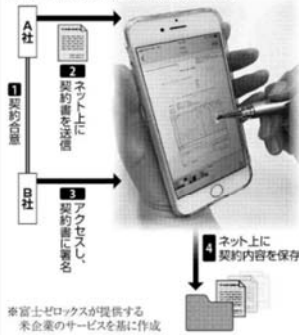 A社
1 契約合意
B社
2 ネット上に
契約書を送信
3 アクセスし、
契約書に署名
4 ネット上に
契約内容を保存
※富士ゼロックスが提供する
米企業のサービスを基に作成